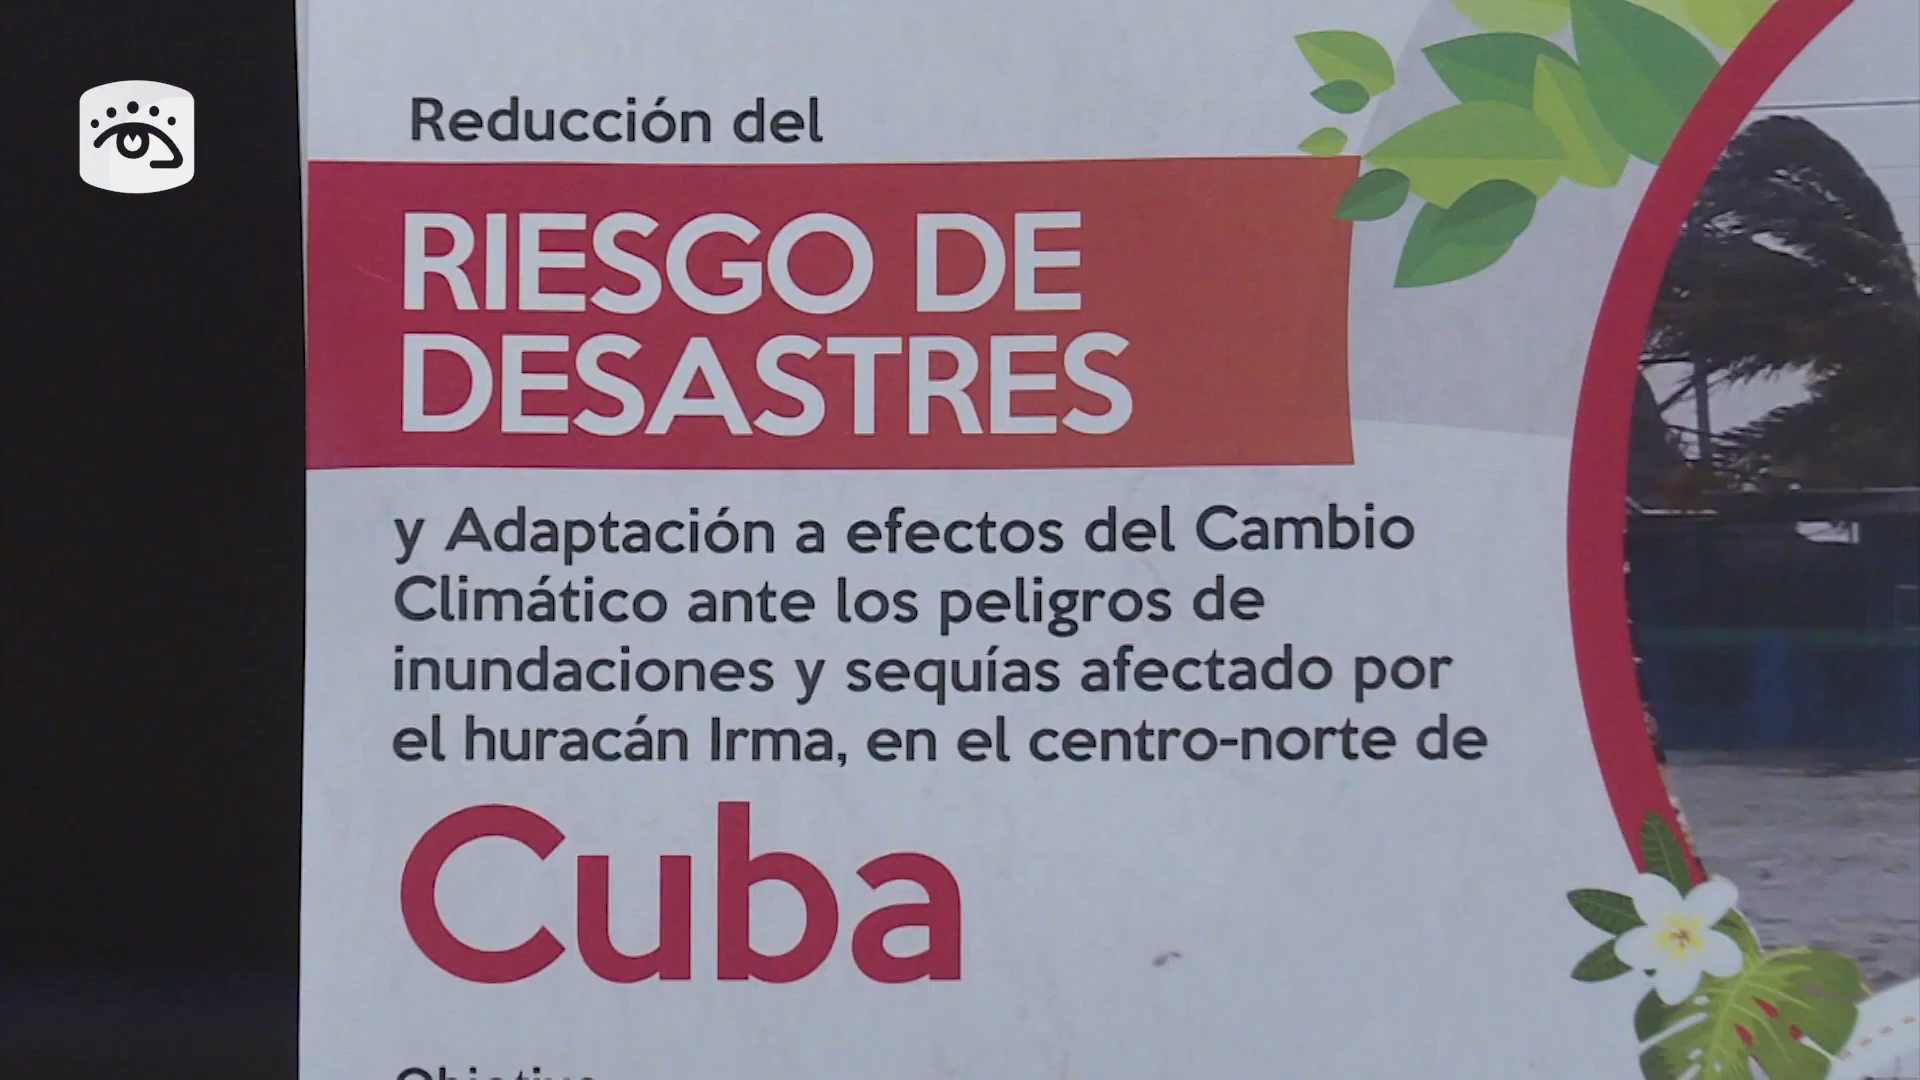 Reducción del
RIESGO DE
DESASTRES
y Adaptación a efectos del Cambio
Climático ante los peligros de
inundaciones y sequías afectado por
el huracán Irma, en el centro-norte de
Cuba